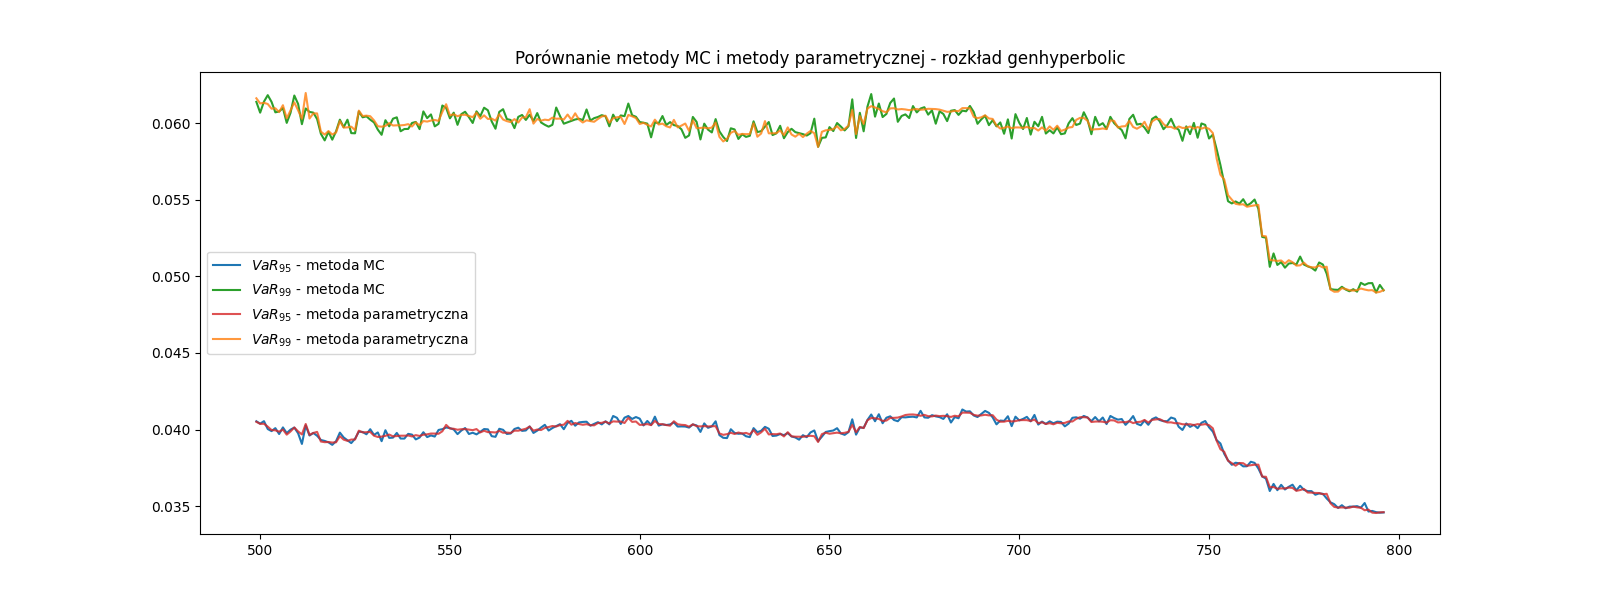 Porównanie metody MC i metody parametrycznej - rozkład genhyperbolic
0.060
0.055
0.050
0.045
0.040
0.035
VaR95 - metoda MC
VaR99 - metoda MC
VaR95 - metoda parametryczna
VaR99 - metoda parametryczna
500 550 600 650 700 750 800